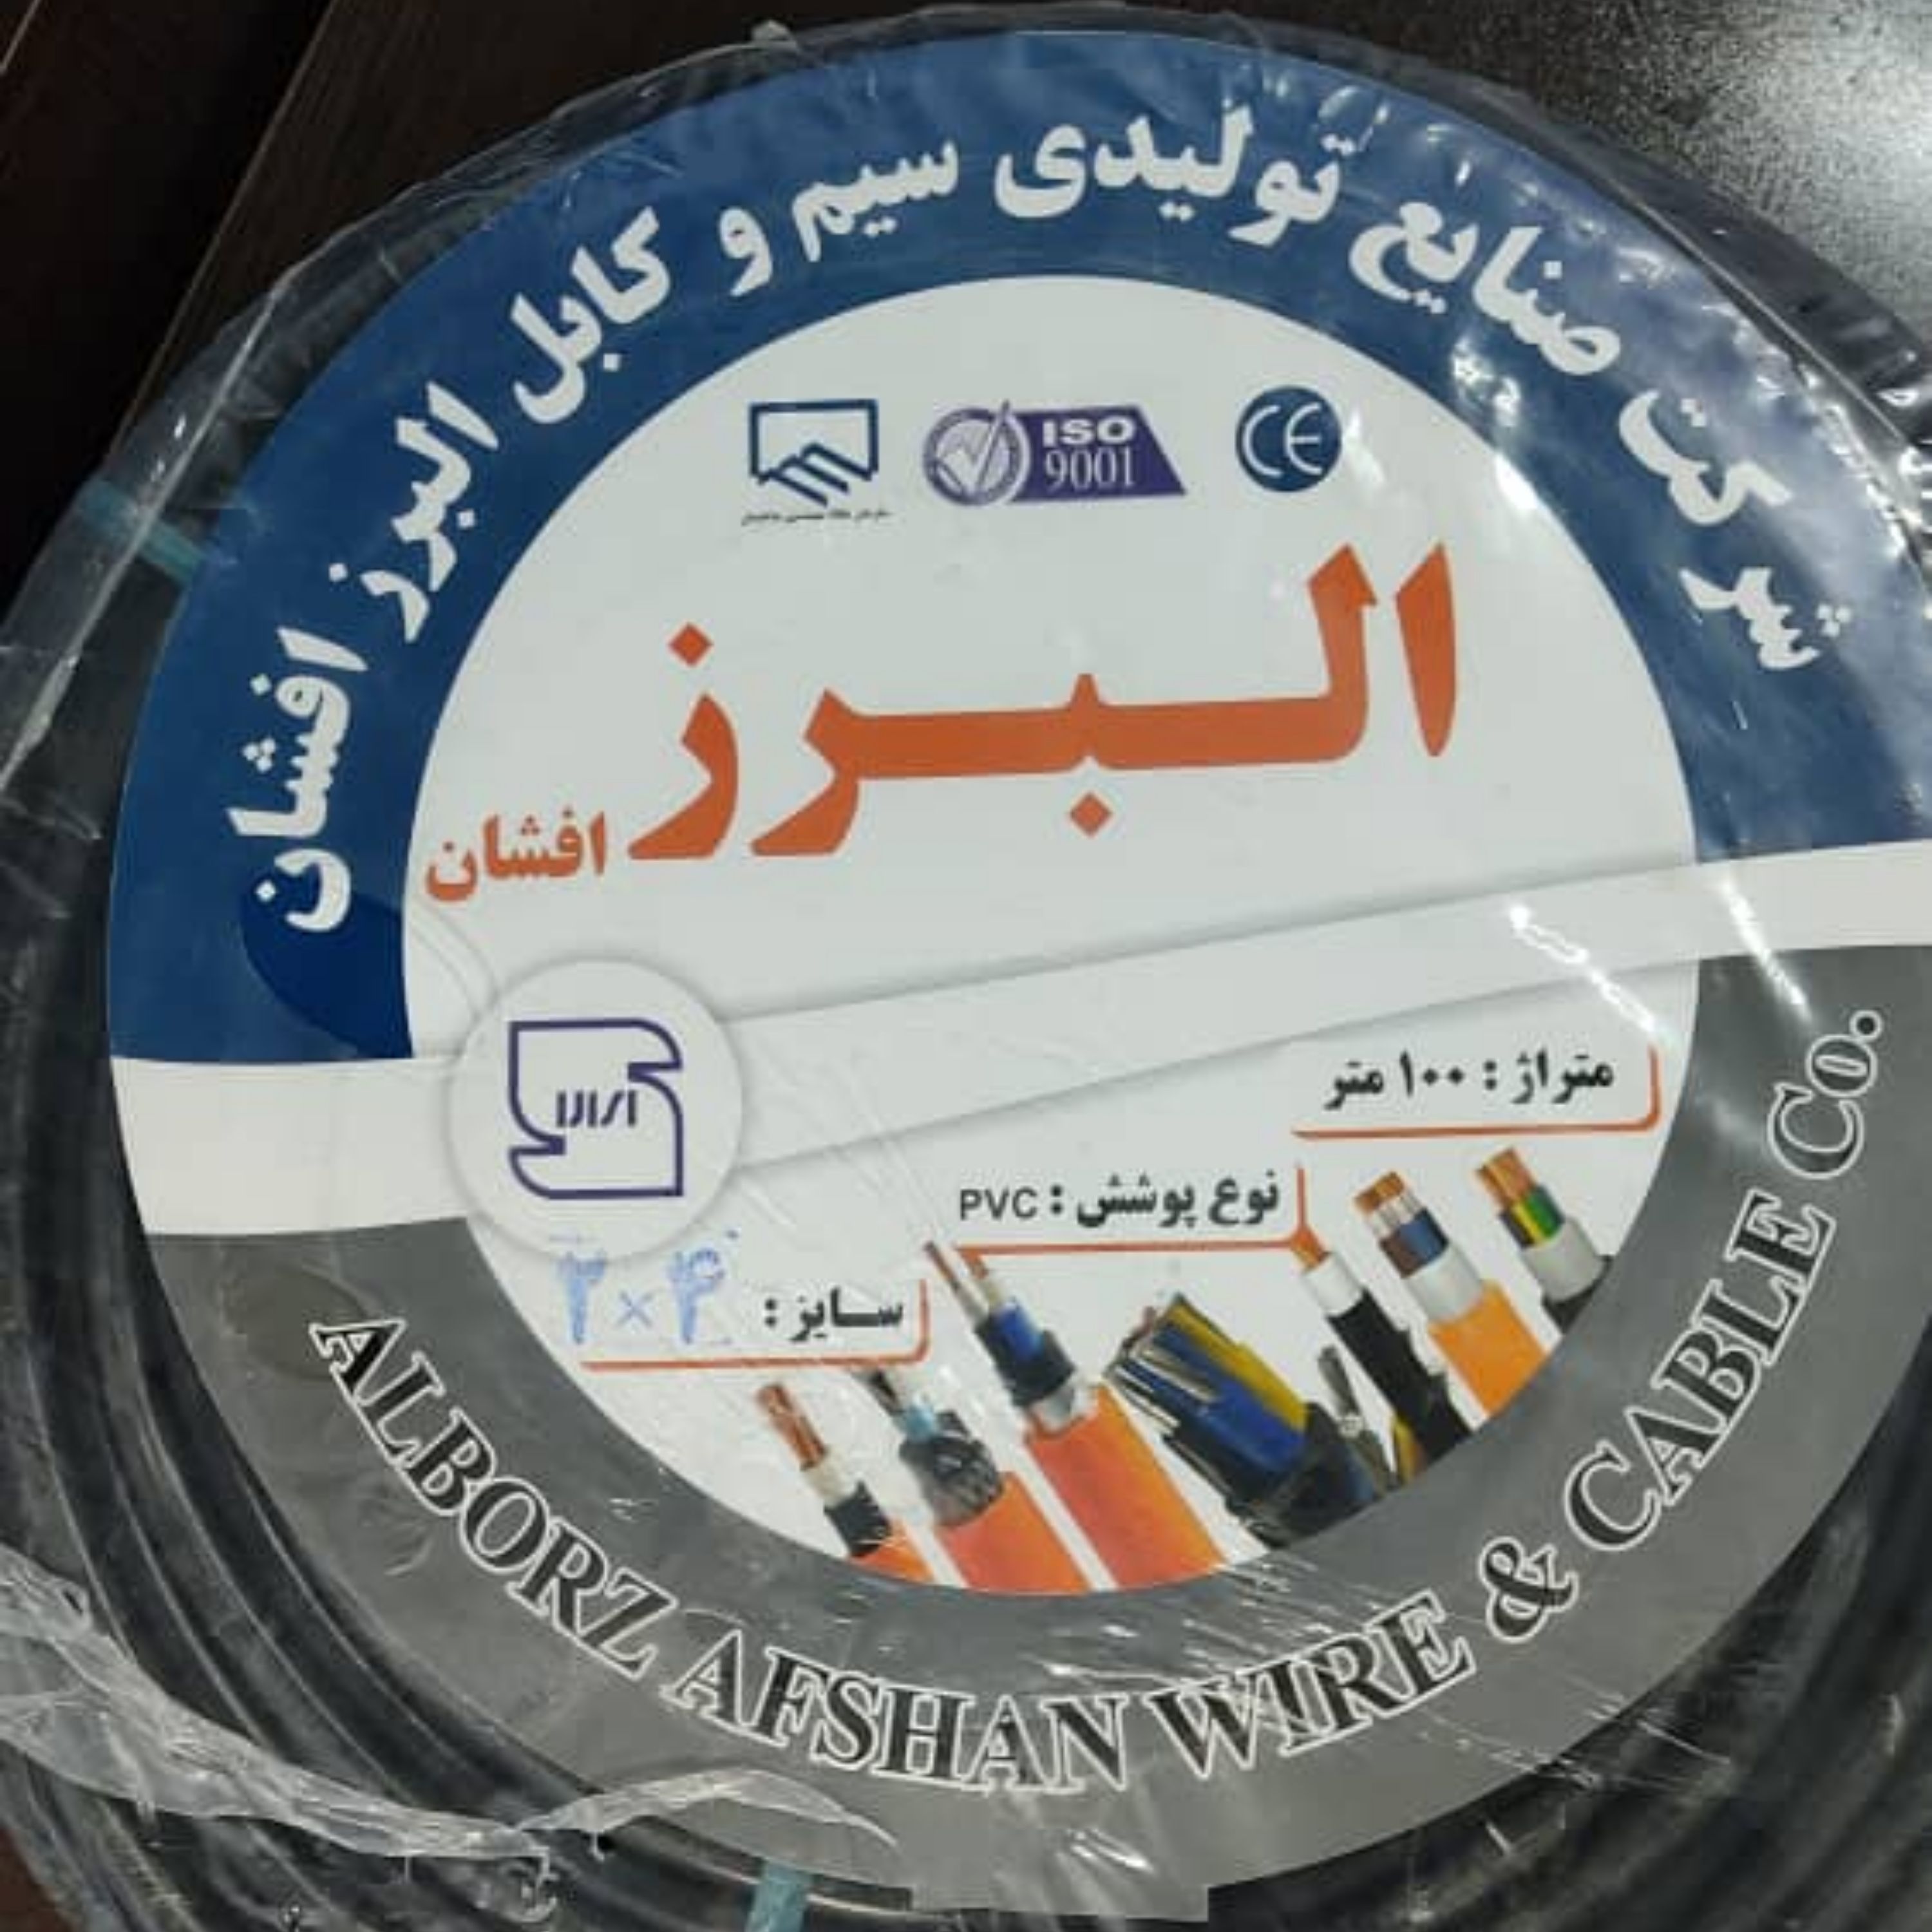 شرکت صنایع تولیدی سیم و کابل البرز افشان
ISO
9001
CE
البرز
افشان
متراژ : ۱۰۰ متر
نوع پوشش : PVC
سایز : ۲×۴
ALBORZ AFSHAN WIRE & CABLE Co.